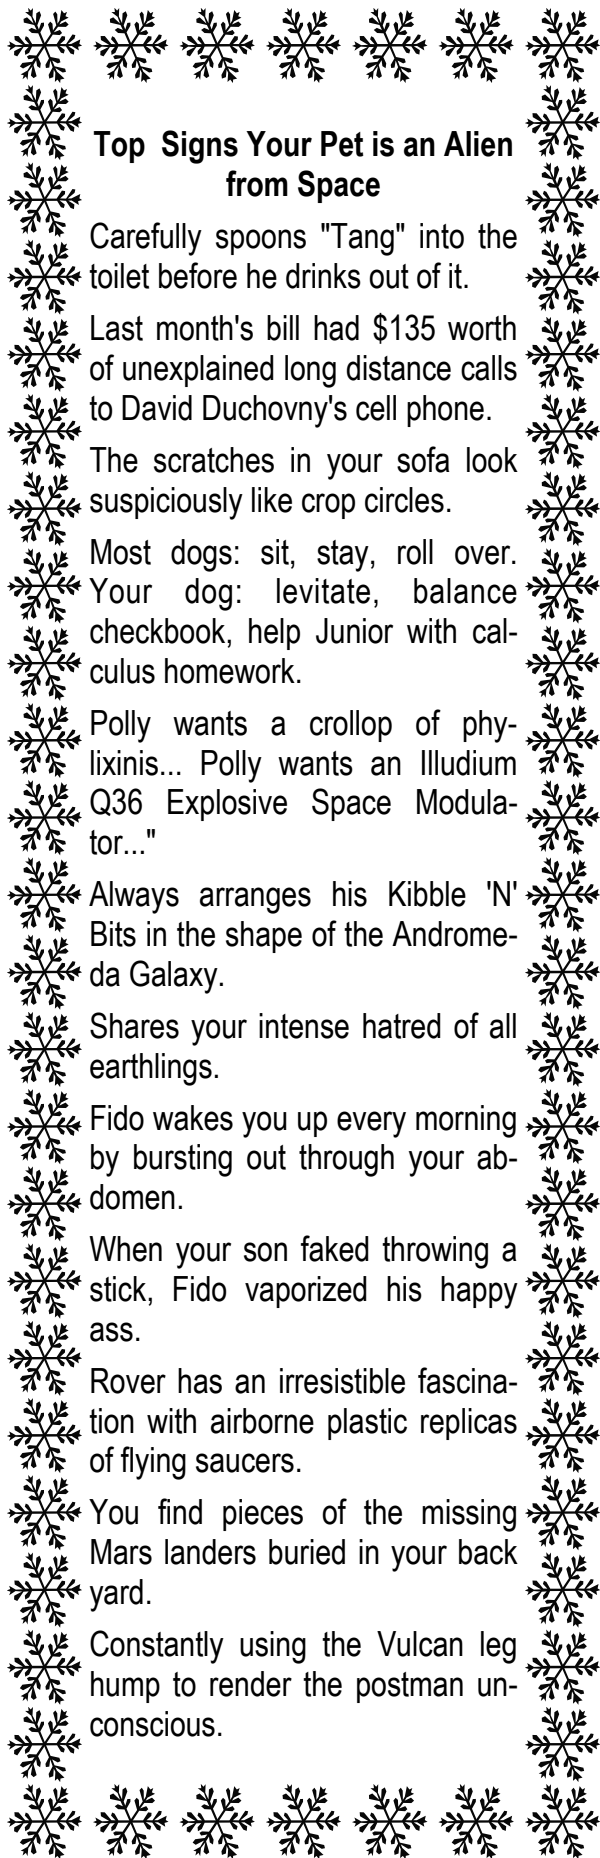 Top Signs Your Pet is an Alien
from Space
Carefully spoons "Tang" into the
toilet before he drinks out of it.
Last month's bill had $135 worth
of unexplained long distance calls
to David Duchovny's cell phone.
The scratches in your sofa look
suspiciously like crop circles.
Most dogs: sit, stay, roll over.
Your dog: levitate, balance
checkbook, help Junior with cal-
culus homework.
Polly wants a crollop of phy-
lixinis... Polly wants an Illudium
Q36 Explosive Space Modula-
tor..."
Always arranges his Kibble 'N'
Bits in the shape of the Androme-
da Galaxy.
Shares your intense hatred of all
earthlings.
Fido wakes you up every morning
by bursting out through your ab-
domen.
When your son faked throwing a
stick, Fido vaporized his happy
ass.
Rover has an irresistible fascina-
tion with airborne plastic replicas
of flying saucers.
You find pieces of the missing
Mars landers buried in your back
yard.
Constantly using the Vulcan leg
hump to render the postman un-
conscious.